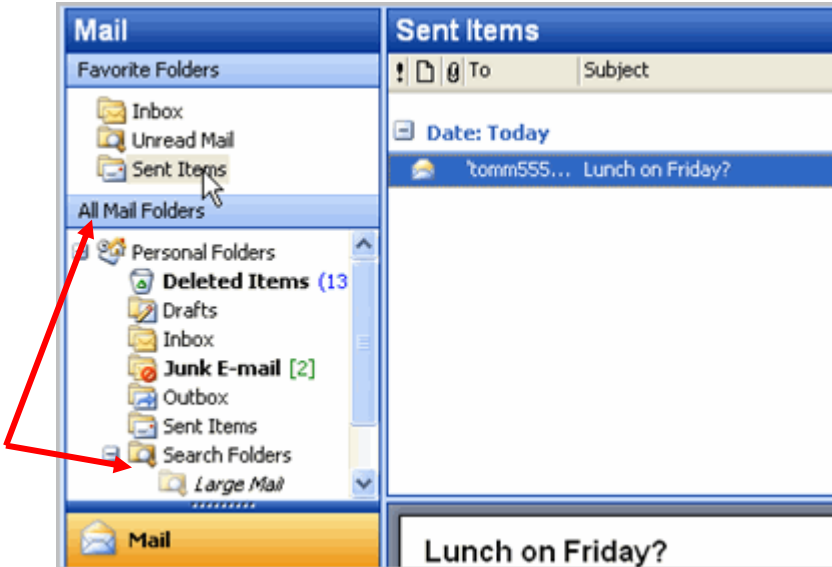 Mail
Favorite Folders
Inbox
Unread Mail
Sent Items
All Mail Folders
Personal Folders
Deleted Items (13
Drafts
Inbox
Junk E-mail [2]
Outbox
Sent Items
Search Folders
Large Mail
Mail
Sent Items
! To Subject
Date: Today
'tomm555... Lunch on Friday?
Lunch on Friday?